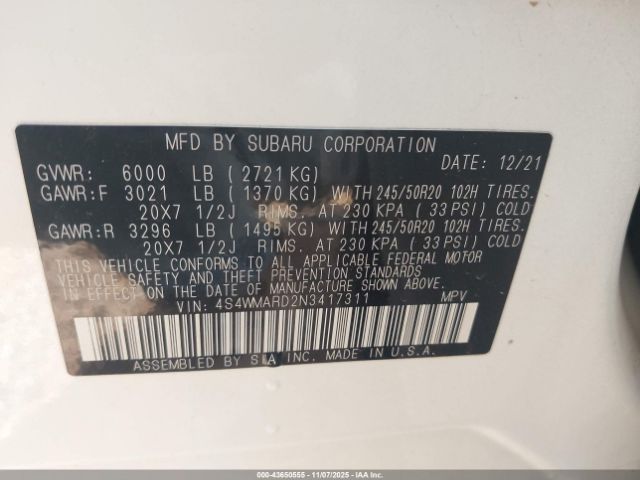 MFD BY SUBARU CORPORATION
GVWR: 6000 LB (2721 KG) DATE: 12/21
GAWR:F 3021 LB (1370 KG) WITH 245/50R20 102H TIRES.
20X7 1/2J RIMS. AT 230 KPA (33 PSI) COLD
GAWR:R 3296 LB (1495 KG) WITH 245/50R20 102H TIRES.
20X7 1/2J RIMS. AT 230 KPA (33 PSI) COLD
THIS VEHICLE CONFORMS TO ALL APPLICABLE FEDERAL MOTOR
VEHICLE SAFETY, BUMPER, AND THEFT PREVENTION STANDARDS
IN EFFECT ON THE DATE OF MANUFACTURE SHOWN ABOVE.
VIN: 4S4WMARD2N3417311 MPV
ASSEMBLED BY SIA INC. MADE IN U.S.A.
000-43650555 - 11/07/2025 - IAAI